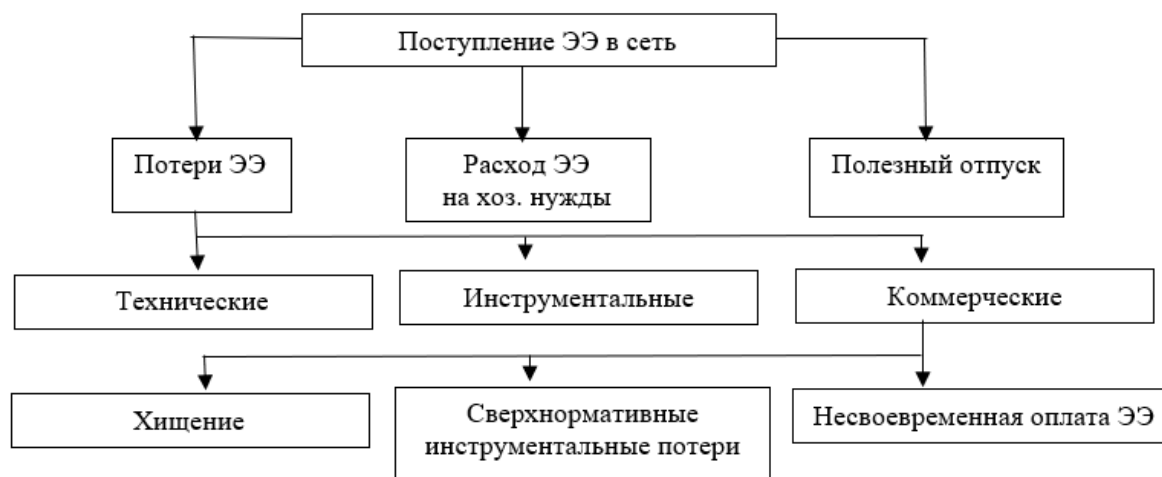 Поступление ЭЭ в сеть
Потери ЭЭ
Расход ЭЭ
на хоз. нужды
Полезный отпуск
Технические
Инструментальные
Коммерческие
Хищение
Сверхнормативные
инструментальные потери
Несвоевременная оплата ЭЭ